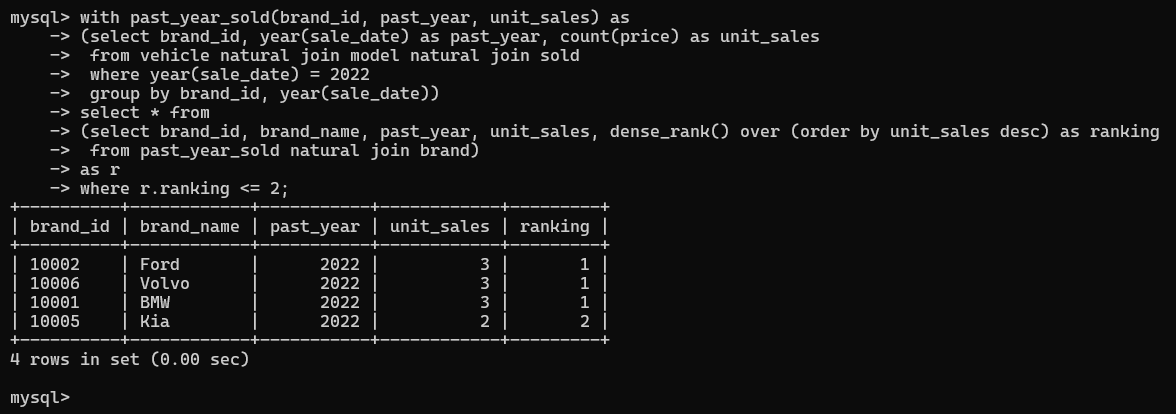 mysql> with past_year_sold(brand_id, past_year, unit_sales) as
    -> (select brand_id, year(sale_date) as past_year, count(price) as unit_sales
    ->  from vehicle natural join model natural join sold
    ->  where year(sale_date) = 2022
    ->  group by brand_id, year(sale_date))
    -> select * from
    -> (select brand_id, brand_name, past_year, unit_sales, dense_rank() over (order by unit_sales desc) as ranking
    ->  from past_year_sold natural join brand)
    -> as r
    -> where r.ranking <= 2;
+----------+------------+-----------+------------+---------+
| brand_id | brand_name | past_year | unit_sales | ranking |
+----------+------------+-----------+------------+---------+
| 10002    | Ford       |      2022 |          3 |       1 |
| 10006    | Volvo      |      2022 |          3 |       1 |
| 10001    | BMW        |      2022 |          3 |       1 |
| 10005    | Kia        |      2022 |          2 |       2 |
+----------+------------+-----------+------------+---------+
4 rows in set (0.00 sec)

mysql>